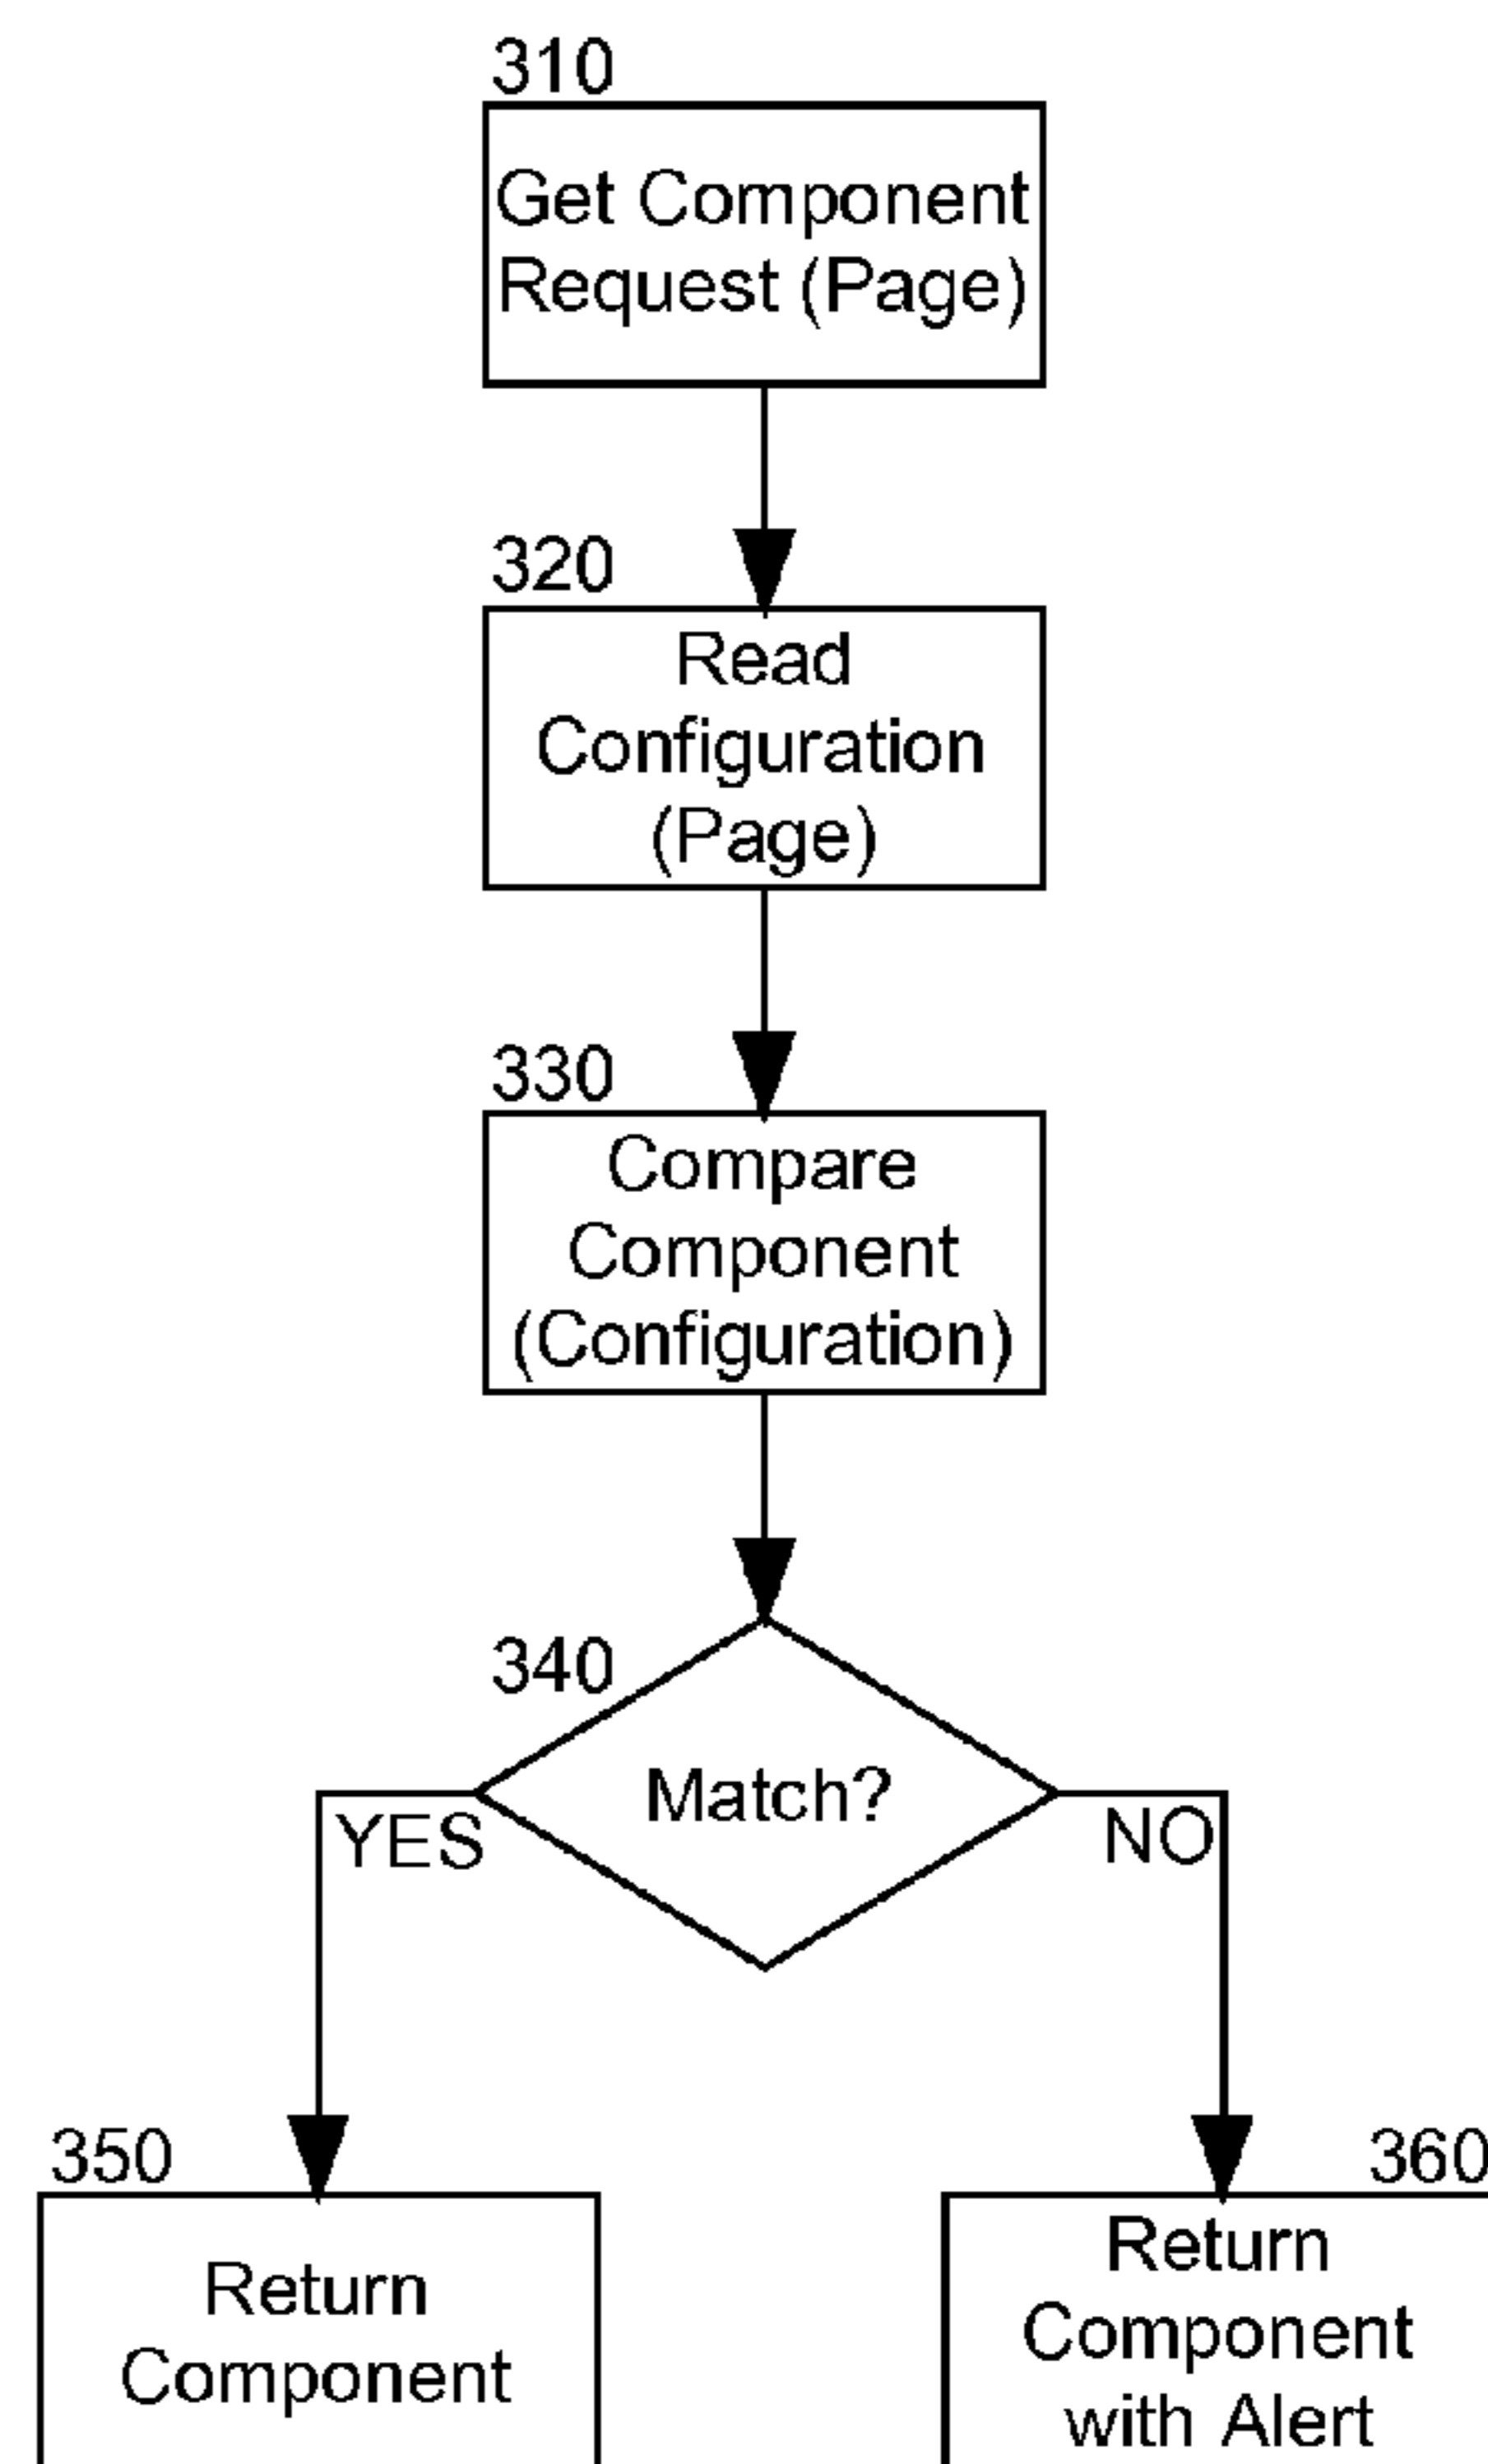 310
Get Component
Request (Page)
320
Read
Configuration
(Page)
330
Compare
Component
(Configuration)
340
Match?
YES
NO
350
Return
Component
360
Return
Component
with Alert